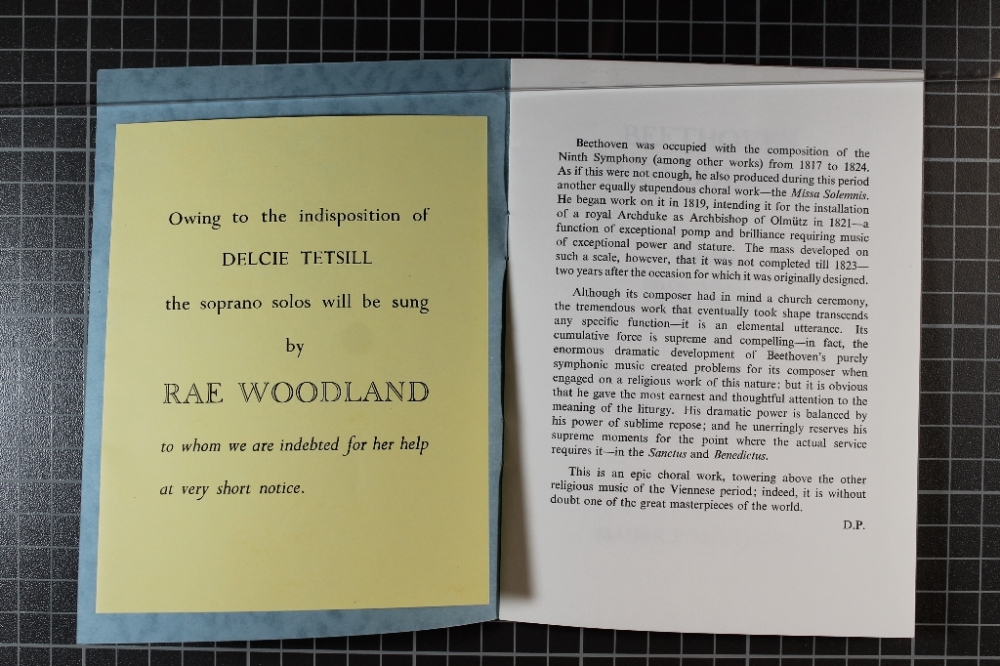 Owing to the indisposition of
DELCIE TETSILL
the soprano solos will be sung
by
RAE WOODLAND
to whom we are indebted for her help
at very short notice.
Beethoven was occupied with the composition of the
Ninth Symphony (among other works) from 1817 to 1824.
As if this were not enough, he also produced during this period
another equally stupendous choral work—the Missa Solemnis.
He began work on it in 1819, intending it for the installation
of a royal Archduke as Archbishop of Olmütz in 1821—a
function of exceptional pomp and brilliance requiring music
of exceptional power and stature. The mass developed on
such a scale, however, that it was not completed till 1823—
two years after the occasion for which it was originally designed.
Although its composer had in mind a church ceremony,
the tremendous work that eventually took shape transcends
any specific function—it is an elemental utterance. Its
cumulative force is supreme and compelling—in fact, the
enormous dramatic development of Beethoven's purely
symphonic music created problems for its composer when
engaged on a religious work of this nature: but it is obvious
that he gave the most earnest and thoughtful attention to the
meaning of the liturgy. His dramatic power is balanced by
his power of sublime repose; and he unerringly reserves his
supreme moments for the point where the actual service
requires it—in the Sanctus and Benedictus.
This is an epic choral work, towering above the other
religious music of the Viennese period; indeed, it is without
doubt one of the great masterpieces of the world.
D.P.